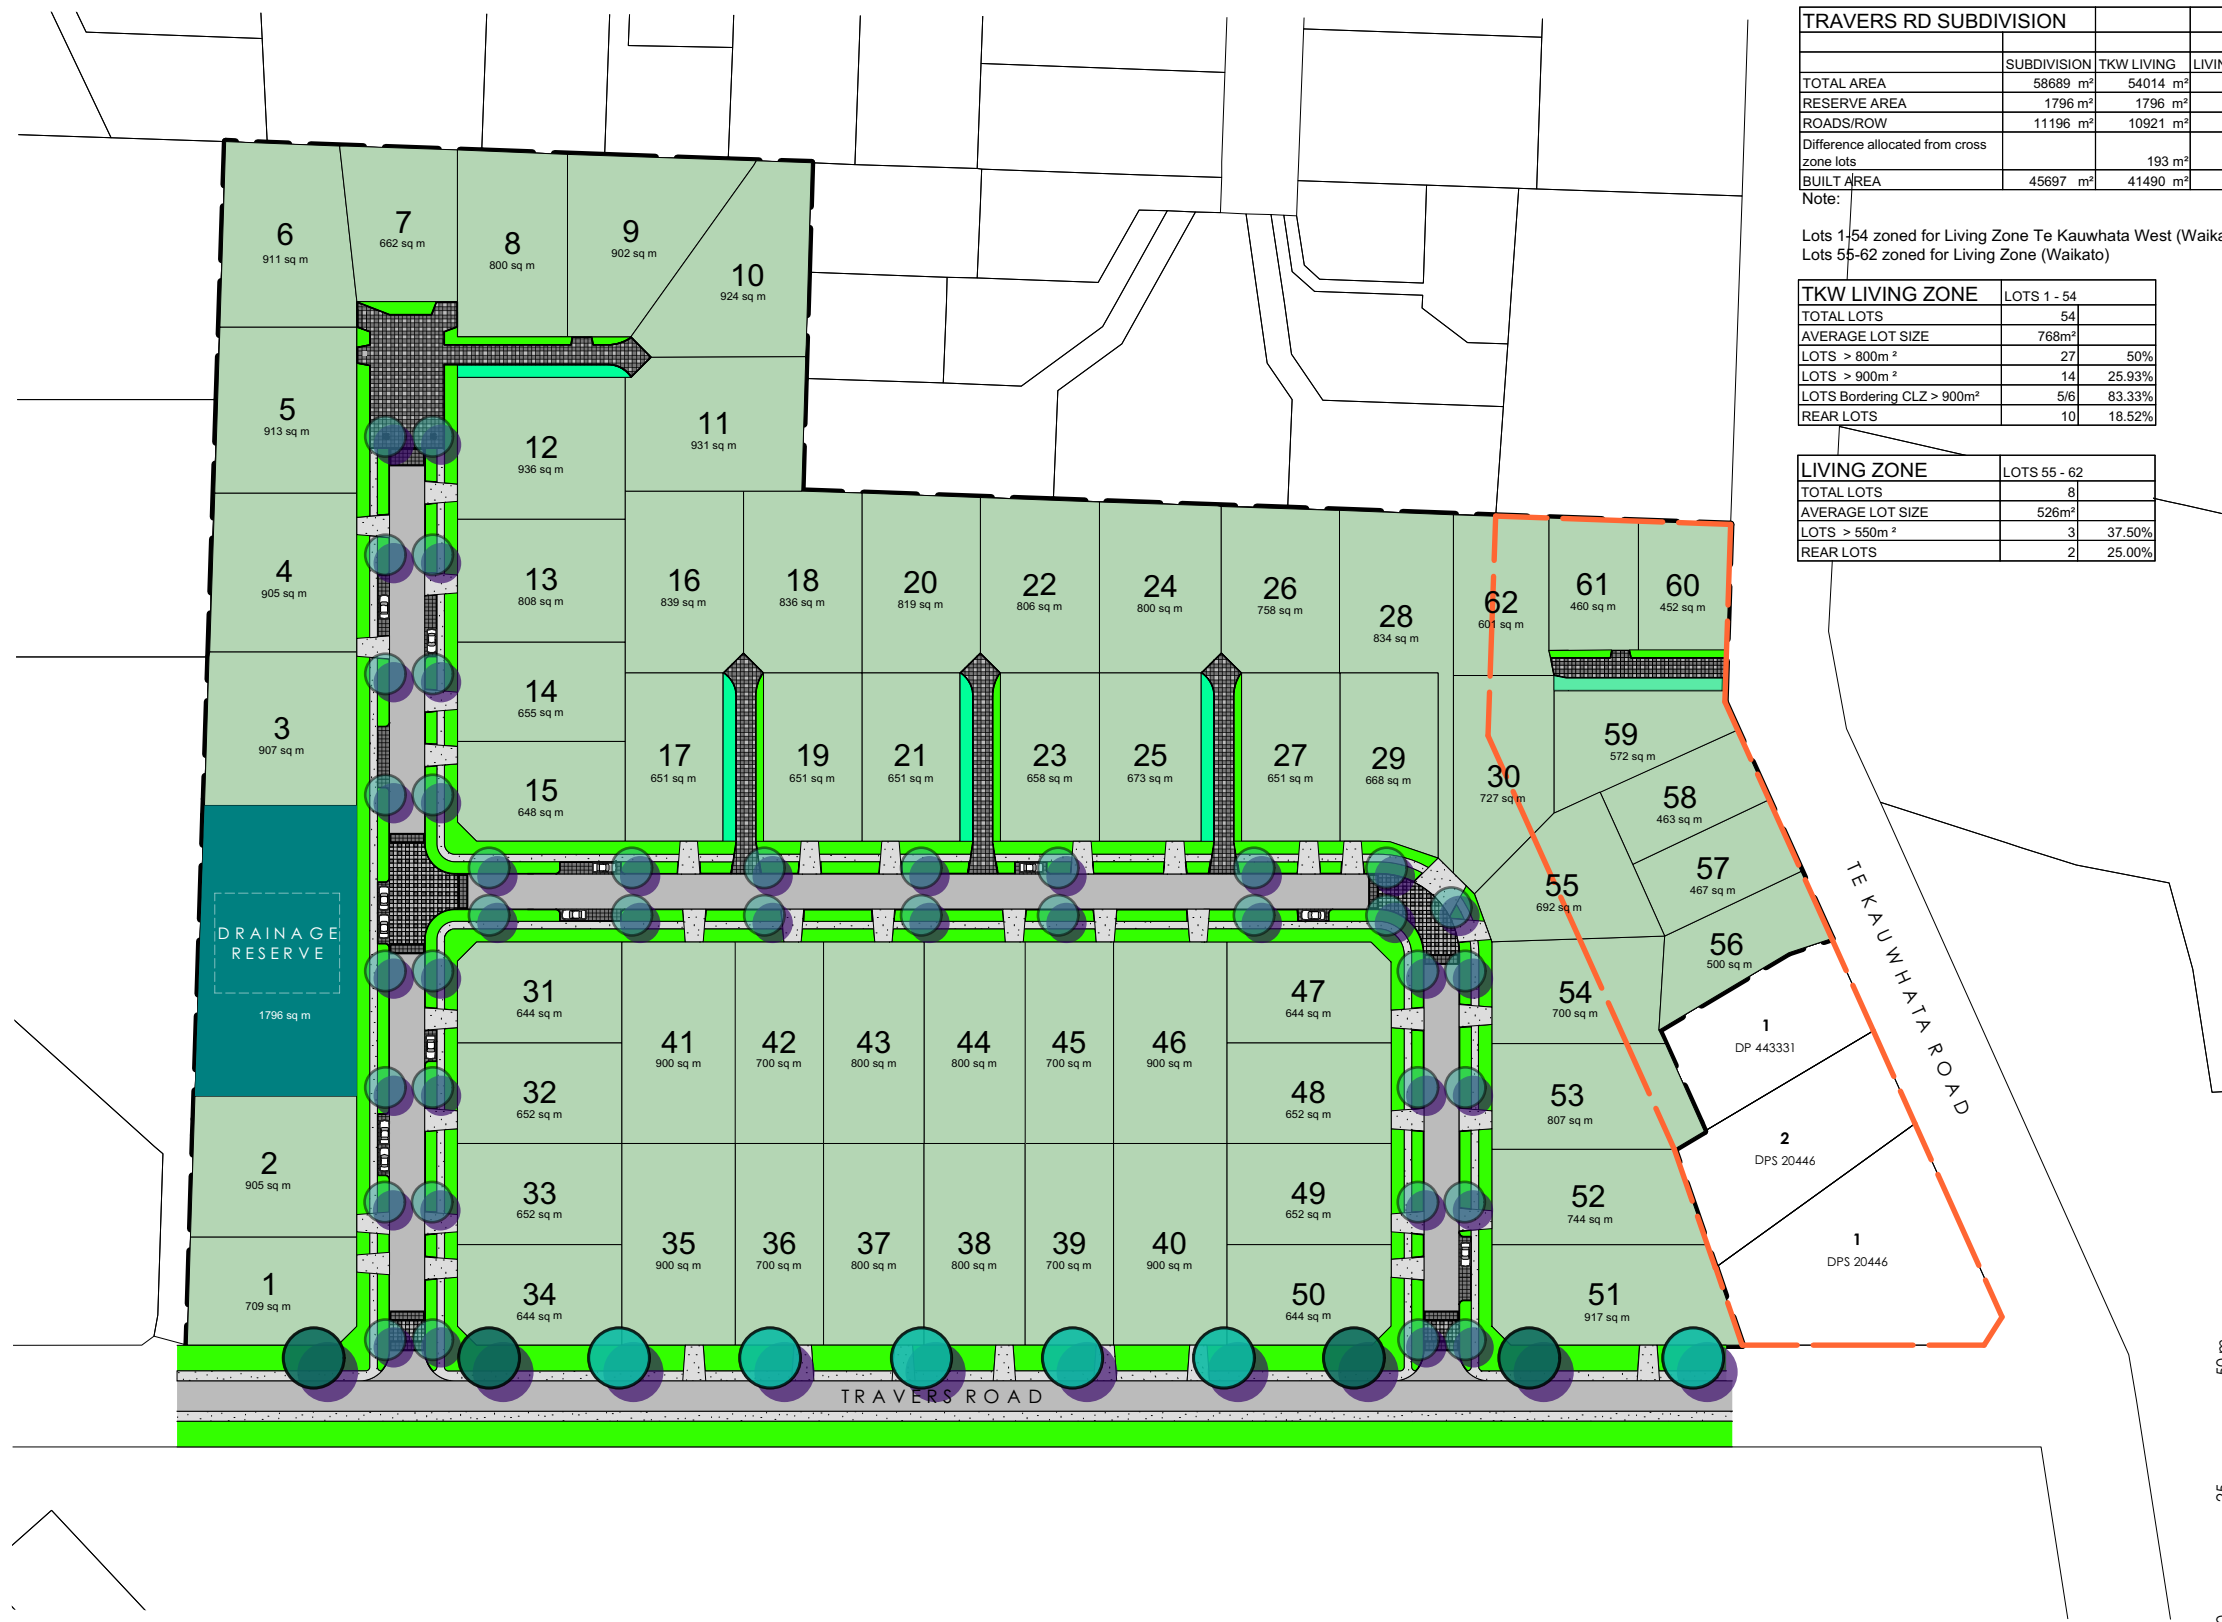 TRAVERS RD SUBDIVISION
SUBDIVISION TKW LIVING
TOTAL AREA 58689 m² 54014 m²
RESERVE AREA 1796 m² 1796 m²
ROADS/ROW 11196 m² 10921 m²
Difference allocated from cross
zone lots 193 m²
BUILT AREA 45697 m² 41490 m²
Note:
Lots 1-54 zoned for Living Zone Te Kauwhata West
Lots 55-62 zoned for Living Zone (Waikato)
TKW LIVING ZONE LOTS 1 - 54
TOTAL LOTS 54
AVERAGE LOT SIZE 768m²
LOTS > 800m ² 27 50%
LOTS > 900m ² 14 25.93%
LOTS Bordering CLZ > 900m² 5/6 83.33%
REAR LOTS 10 18.52%
LIVING ZONE LOTS 55 - 62
TOTAL LOTS 8
AVERAGE LOT SIZE 526m²
LOTS > 550m ² 3 37.50%
REAR LOTS 2 25.00%
6
911 sq m
7
662 sq m
8
800 sq m
9
902 sq m
10
924 sq m
5
913 sq m
12
936 sq m
11
931 sq m
4
905 sq m
13
808 sq m
16
839 sq m
18
836 sq m
20
819 sq m
22
806 sq m
24
800 sq m
26
758 sq m
28
834 sq m
62
601 sq m
61
460 sq m
60
452 sq m
3
907 sq m
14
655 sq m
15
648 sq m
17
651 sq m
19
651 sq m
21
651 sq m
23
658 sq m
25
673 sq m
27
651 sq m
29
668 sq m
30
727 sq m
59
572 sq m
58
463 sq m
57
467 sq m
55
692 sq m
56
500 sq m
DRAINAGE
RESERVE
1796 sq m
31
644 sq m
32
652 sq m
41
900 sq m
42
700 sq m
43
800 sq m
44
800 sq m
45
700 sq m
46
900 sq m
47
644 sq m
48
652 sq m
54
700 sq m
53
807 sq m
1
DP 443331
2
DPS 20446
1
DPS 20446
TE KAUWHATA ROAD
2
905 sq m
1
709 sq m
33
652 sq m
34
644 sq m
35
900 sq m
36
700 sq m
37
800 sq m
38
800 sq m
39
700 sq m
40
900 sq m
49
652 sq m
50
644 sq m
52
744 sq m
51
917 sq m
TRAVERS ROAD